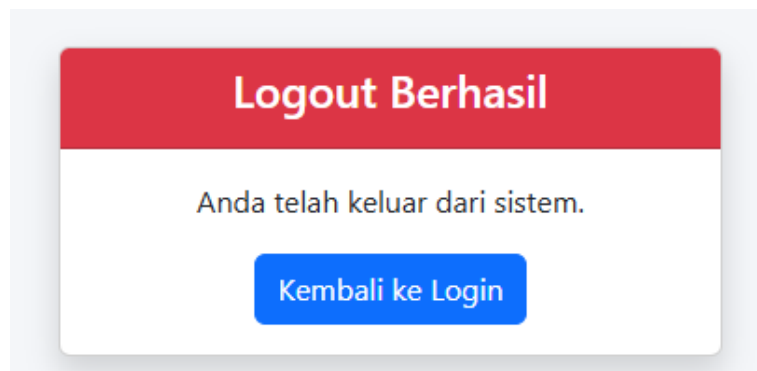 Logout Berhasil
Anda telah keluar dari sistem.
Kembali ke Login